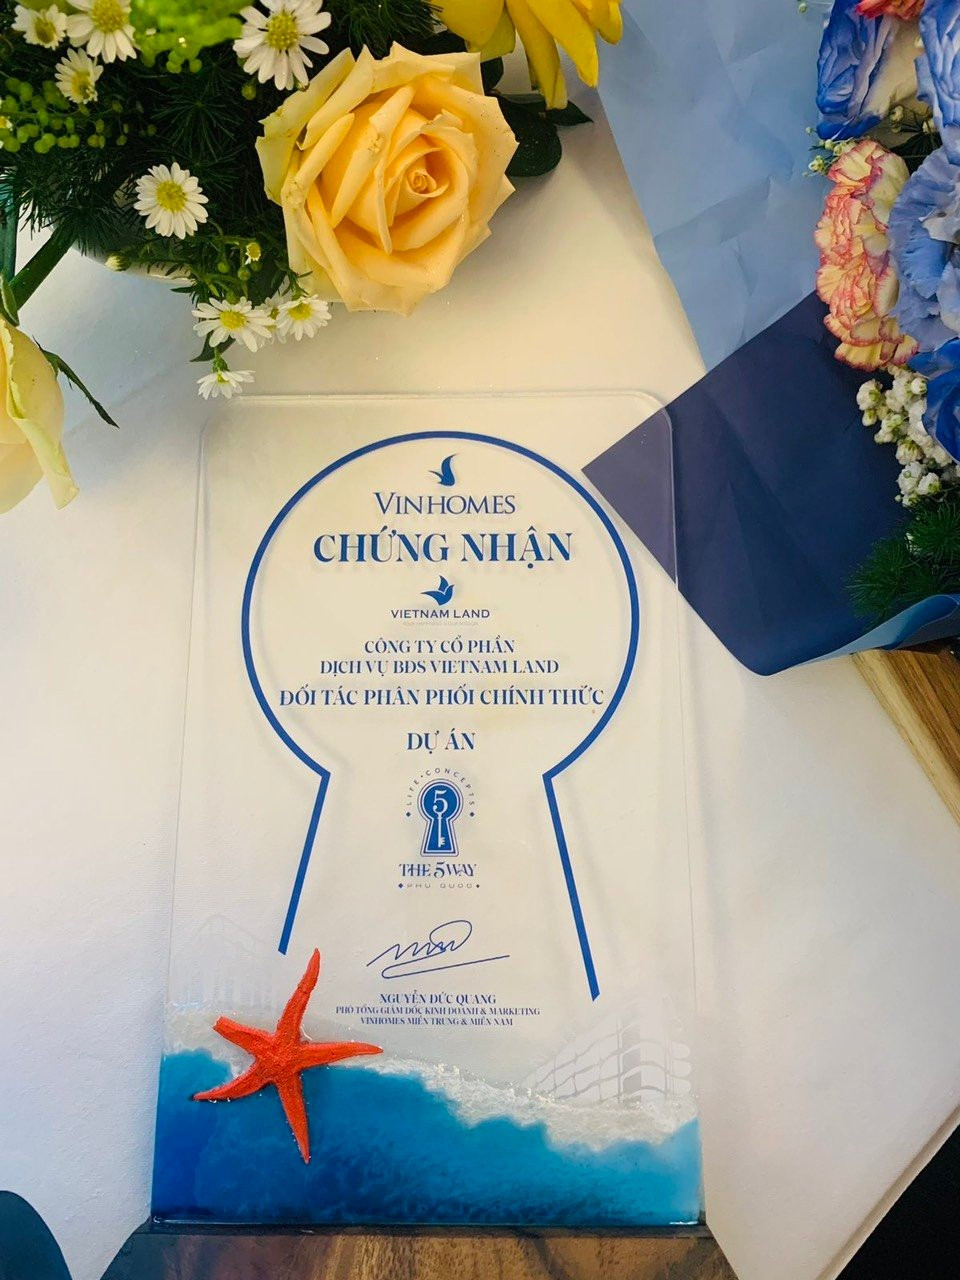 VINHOMES
CHỨNG NHẬN
VIETNAM LAND
CÔNG TY CỔ PHẦN
DỊCH VỤ BĐS VIETNAM LAND
ĐỐI TÁC PHÂN PHỐI CHÍNH THỨC
DỰ ÁN
LIFE • CONCEPTS
5
THE 5WAY
PHU QUOC
NGUYỄN ĐỨC QUANG
PHÓ TỔNG GIÁM ĐỐC KINH DOANH & MARKETING
VINHOMES MIỀN TRUNG & MIỀN NAM